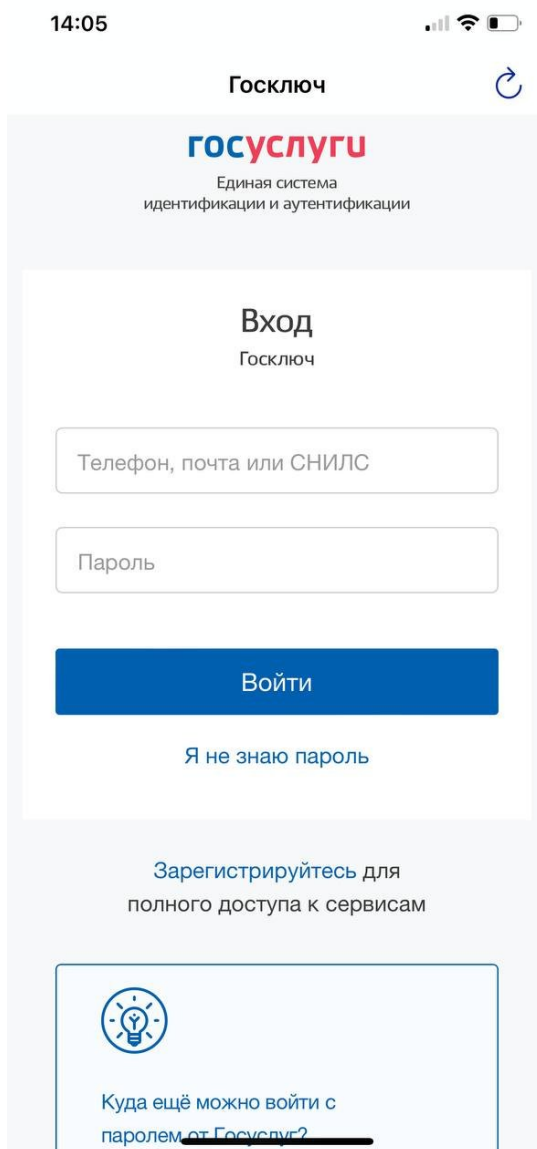 14:05
Госключ
госуслуги
Единая система
идентификации и аутентификации
Вход
Госключ
Телефон, почта или СНИЛС
Пароль
Войти
Я не знаю пароль
Зарегистрируйтесь для
полного доступа к сервисам
Куда ещё можно войти с
паролем от Госуслуг?